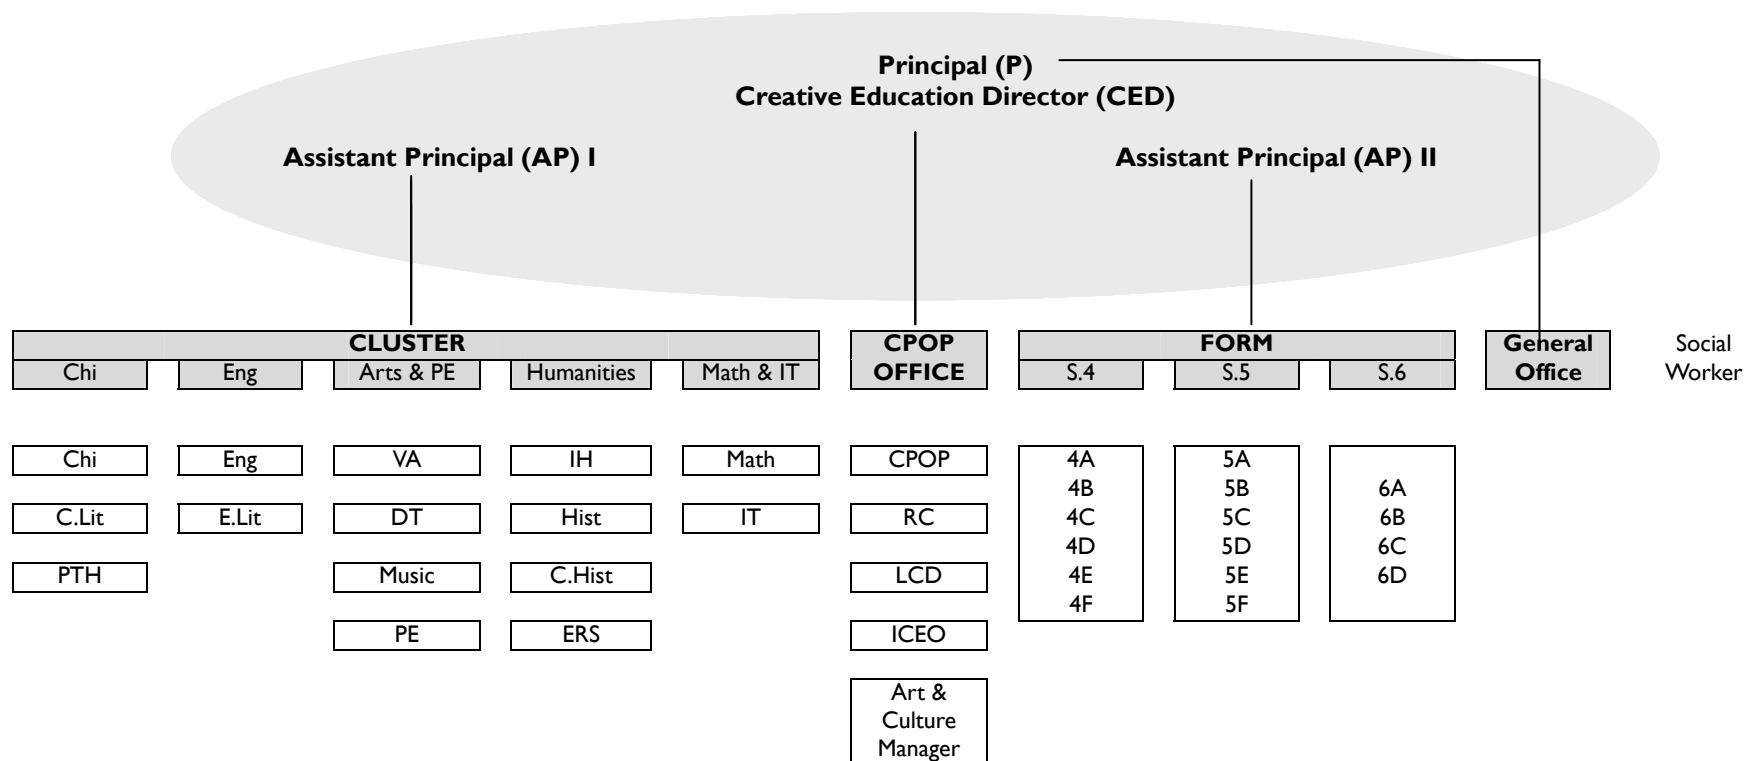 Principal (P)
Creative Education Director (CED)
Assistant Principal (AP) I
Assistant Principal (AP) II
CLUSTER
Chi
Eng
Arts & PE
Humanities
Math & IT
CPOP
OFFICE
FORM
S.4
S.5
S.6
General
Office
Social
Worker
Chi
C.Lit
PTH
Eng
E.Lit
VA
DT
Music
PE
IH
Hist
C.Hist
ERS
Math
IT
CPOP
RC
LCD
ICEO
Art &
Culture
Manager
4A
4B
4C
4D
4E
4F
5A
5B
5C
5D
5E
5F
6A
6B
6C
6D